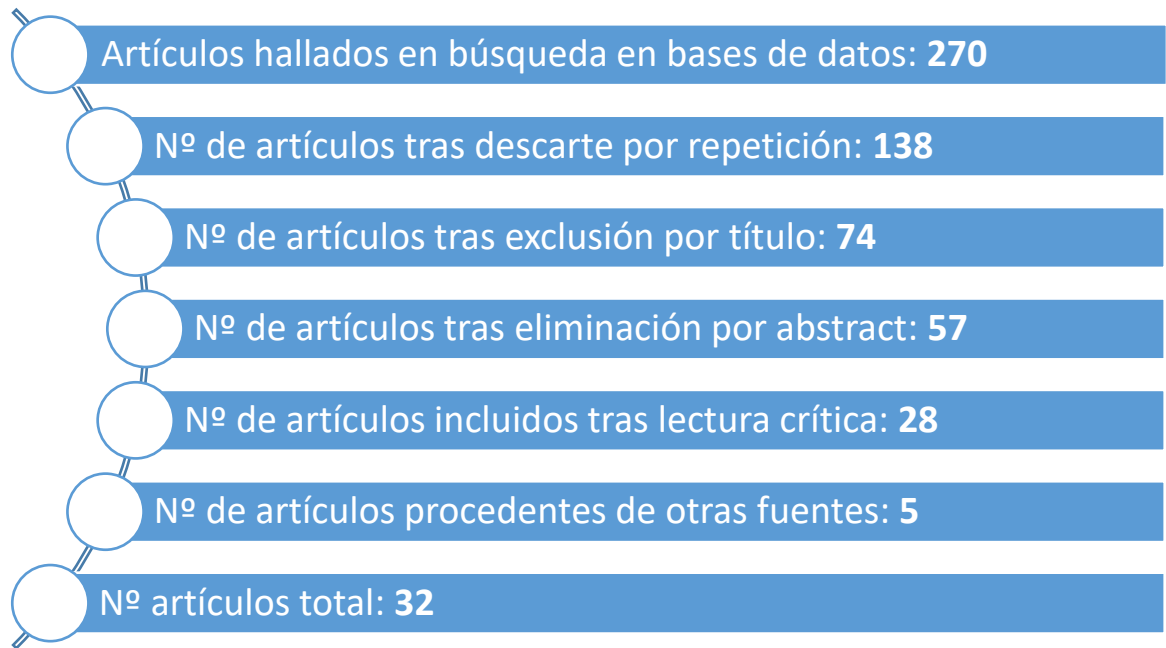 Artículos hallados en búsqueda en bases de datos: 270
Nº de artículos tras descarte por repetición: 138
Nº de artículos tras exclusión por título: 74
Nº de artículos tras eliminación por abstract: 57
Nº de artículos incluidos tras lectura crítica: 28
Nº de artículos procedentes de otras fuentes: 5
Nº artículos total: 32